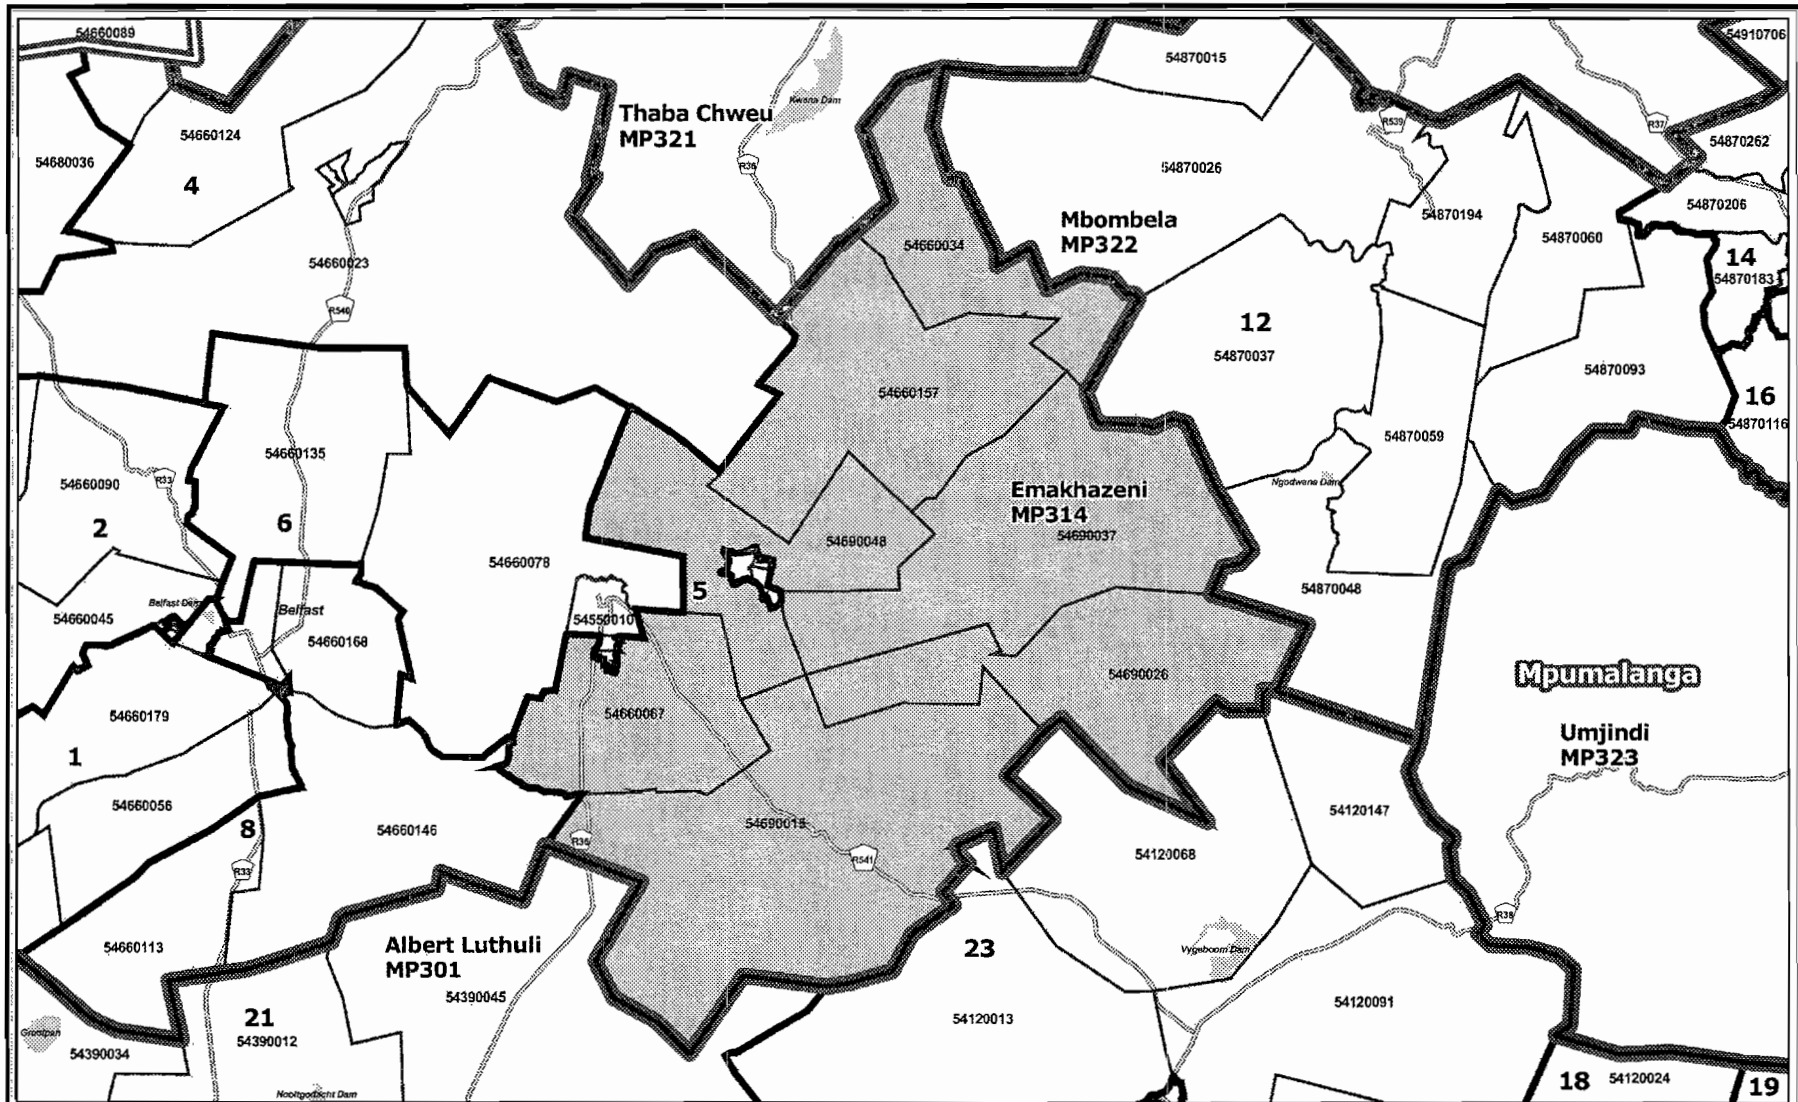 54660089
54870015
54910706
Kwena Dam
Thaba Chweu
MP321
R539
R37
54660124
54680036
4
R36
54870026
54870262
54870194
54870206
Mbombela
MP322
54660034
54870060
14
54870183
54660023
R540
12
54870037
54870093
54660157
16
54870116
54660135
54870059
54660090
R33
2
6
Ngodwana Dam
Emakhazeni
MP314
54690037
54690048
54660078
5
54870048
Belfast Dam
Belfast
54660045
54550010
54660168
54690026
Mpumalanga
54660179
54660067
1
Umjindi
MP323
54660056
8
54660146
54690015
R36
R541
54120147
54120068
R33
R38
54660113
Albert Luthuli
MP301
54390045
23
Vygeboom Dam
54120091
21
54390012
54120013
Grootpan
54390034
Nooitgedacht Dam
18
54120024
19